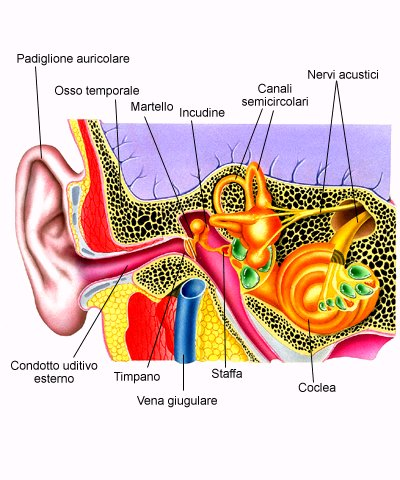 Padiglione auricolare
Osso temporale
Martello
Incudine
Canali
semicircolari
Nervi acustici
Condotto uditivo
esterno
Timpano
Vena giugulare
Staffa
Coclea